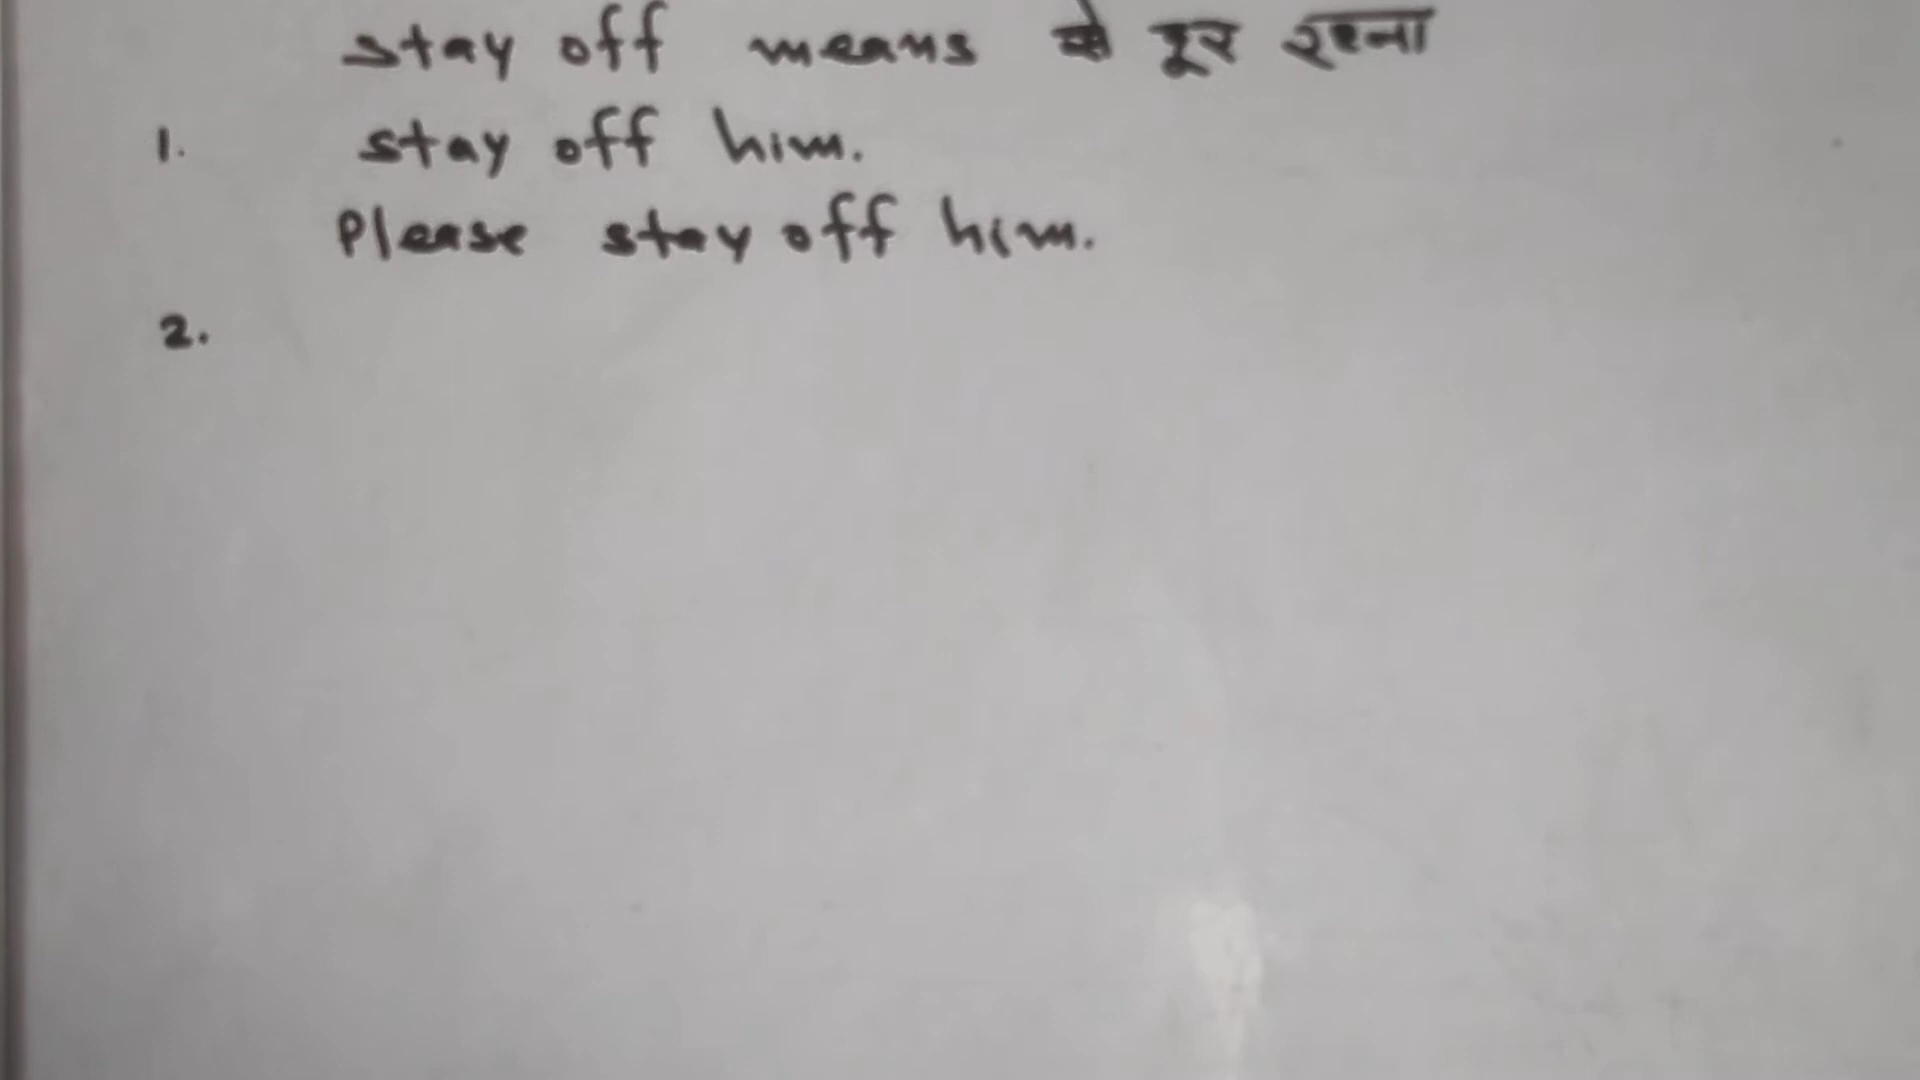 stay off means से दूर रहना
1. stay off him.
Please stay off him.
2.